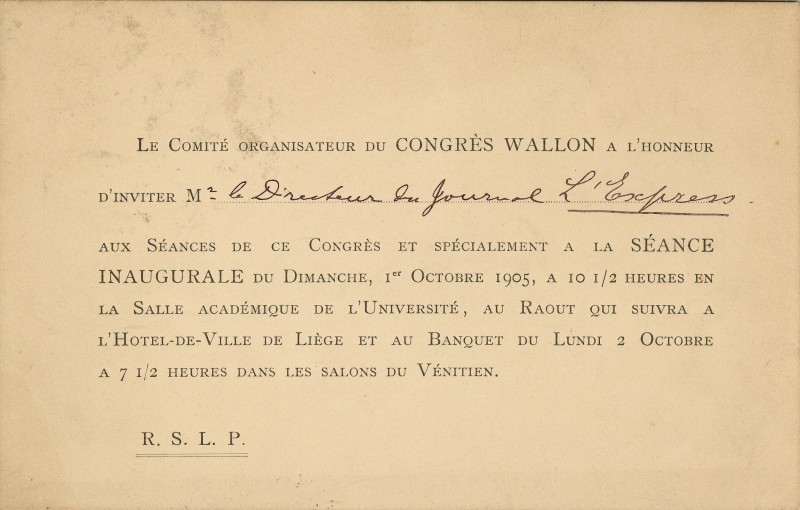 Le Comité organisateur du CONGRÈS WALLON a l'honneur
d'inviter Mr le Directeur du Journal L'Express.
aux Séances de ce Congrès et spécialement a la SÉANCE
INAUGURALE du Dimanche, 1er Octobre 1905, a 10 1/2 heures en
la Salle académique de l'Université, au Raout qui suivra a
l'Hotel-de-Ville de Liège et au Banquet du Lundi 2 Octobre
a 7 1/2 heures dans les salons du Vénitien.
R. S. L. P.